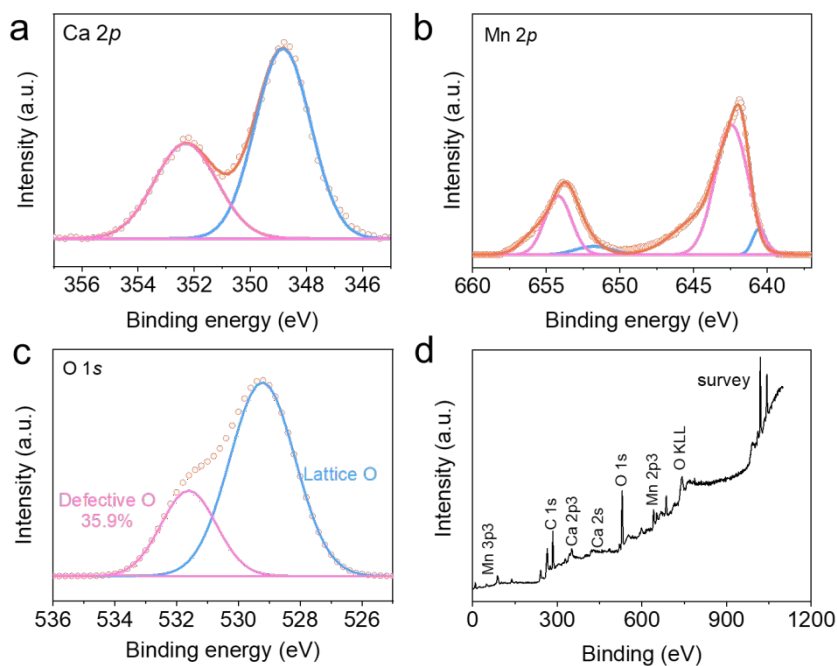 a
Ca 2p
Intensity (a.u.)
356 354 352 350 348 346
Binding energy (eV)
b
Mn 2p
Intensity (a.u.)
660 655 650 645 640
Binding energy (eV)
c
O 1s
Intensity (a.u.)
Defective O
35.9%
Lattice O
536 534 532 530 528 526
Binding energy (eV)
d
survey
Intensity (a.u.)
Mn 3p3
C 1s
Ca 2p3
Ca 2s
O 1s
Mn 2p3
O KLL
0 300 600 900 1200
Binding (eV)